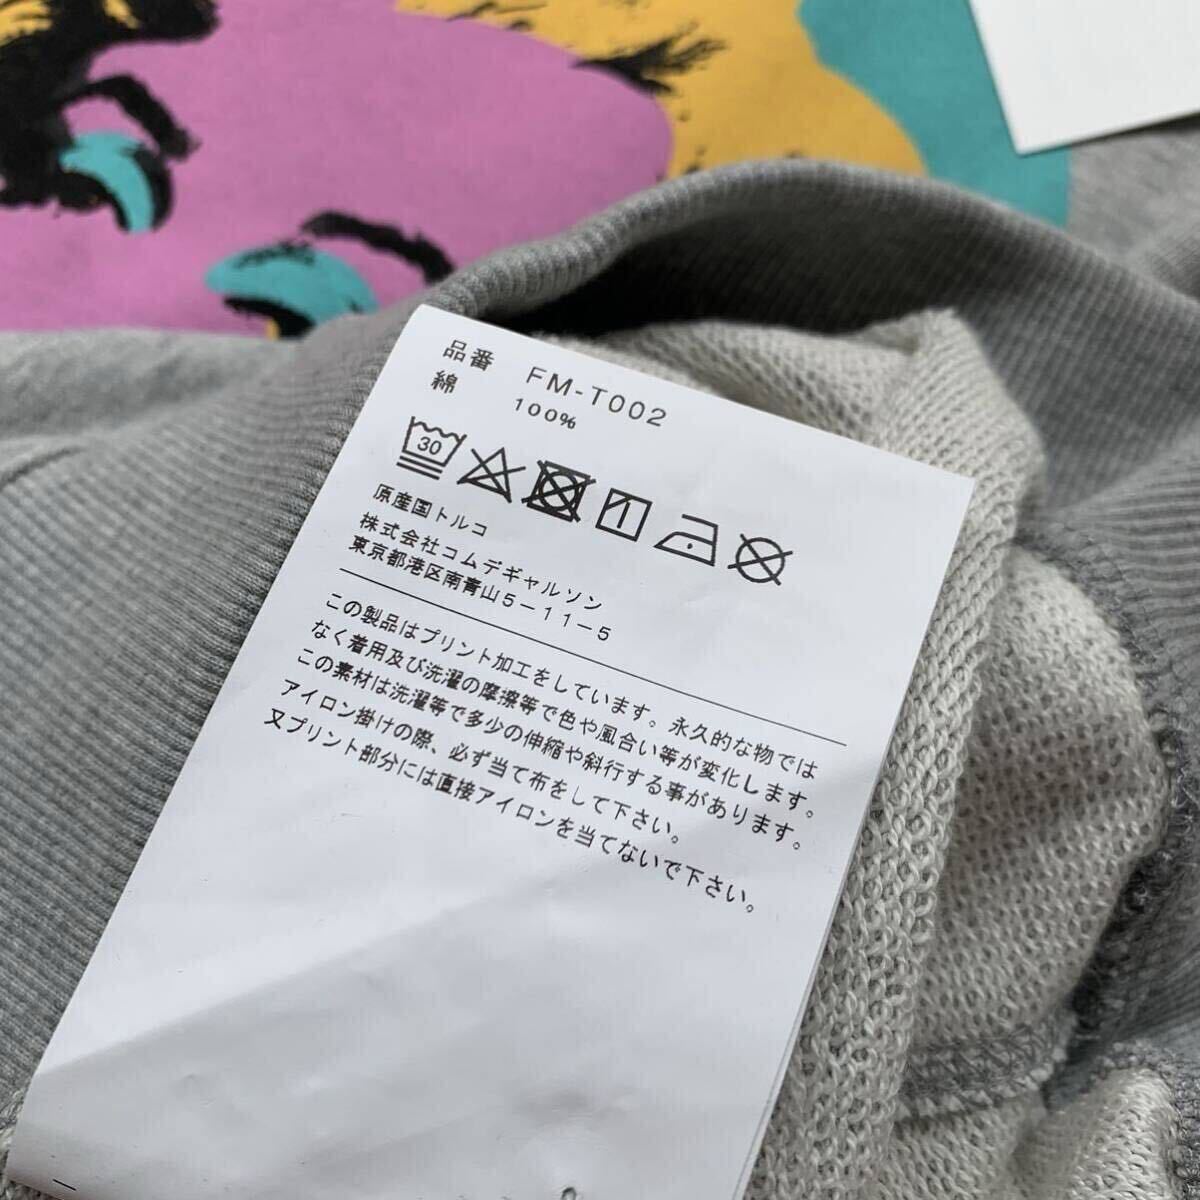 品番 FM-T002
綿 100%
30
原産国トルコ
株式会社コムデギャルソン
東京都港区南青山5-11-5
この製品はプリント加工をしています。永久的な物では
なく着用及び洗濯の摩擦等で色や風合い等が変化します。
この素材は洗濯等で多少の伸縮や斜行する事があります。
アイロン掛けの際、必ず当て布をして下さい。
又プリント部分には直接アイロンを当てないで下さい。